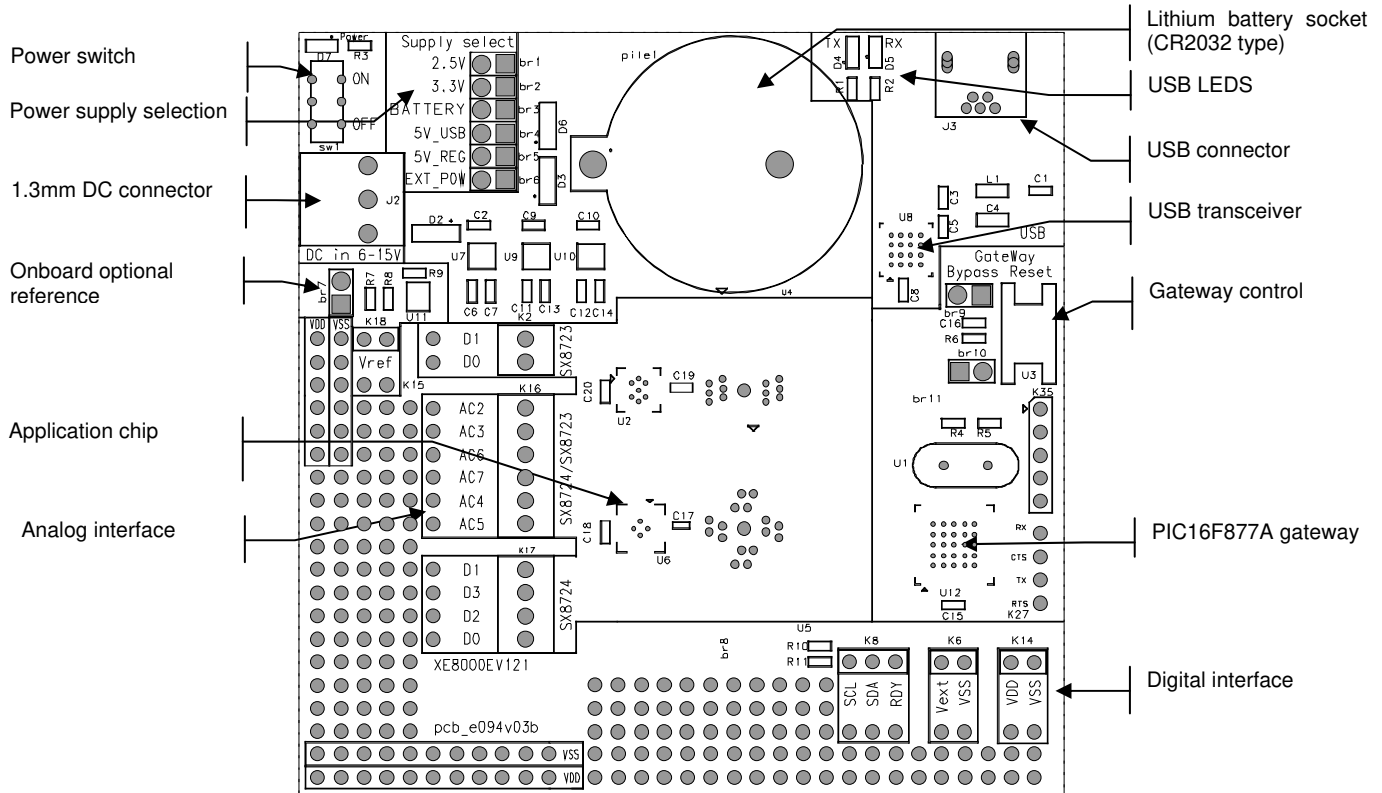 Power switch
Power supply selection
1.3mm DC connector
Onboard optional
reference
Application chip
Analog interface
Lithium battery socket
(CR2032 type)
USB LEDS
USB connector
USB transceiver
Gateway control
PIC16F877A gateway
Digital interface
Power
D7
R3
ON
OFF
SW1
Supply select
2.5V br1
3.3V br2
BATTERY br3
5V_USB br4
5V_REG br5
EXT_POW br6
D6
D3
pile1
TX
RX
D4
D5
R1
R2
J3
J2
DC in 6-15V
D2
C2
C9
C10
U7
U9
U10
C6
C7
C11
C13
C12
C14
U4
L1
C1
C3
C4
C5
U8
USB
C8
GateWay
Bypass Reset
br9
C16
R6
br10
U3
K35
br11
R4
R5
U1
RX
CTS
TX
RTS
K27
U12
C15
br7
R7
R8
R9
U11
VDD
VSS
K18
Vref
K15
K2
D1
D0
SX8723
K16
AC2
AC3
AC6
AC7
AC4
AC5
SX8724/SX8723
K17
D1
D3
D2
D0
SX8724
XE8000EV121
C20
U2
C19
C18
U6
C17
pcb_e094v03b
VSS
VDD
br8
U5
R10
R11
K8
SCL
SDA
RDY
K6
Vext
VSS
K14
VDD
VSS